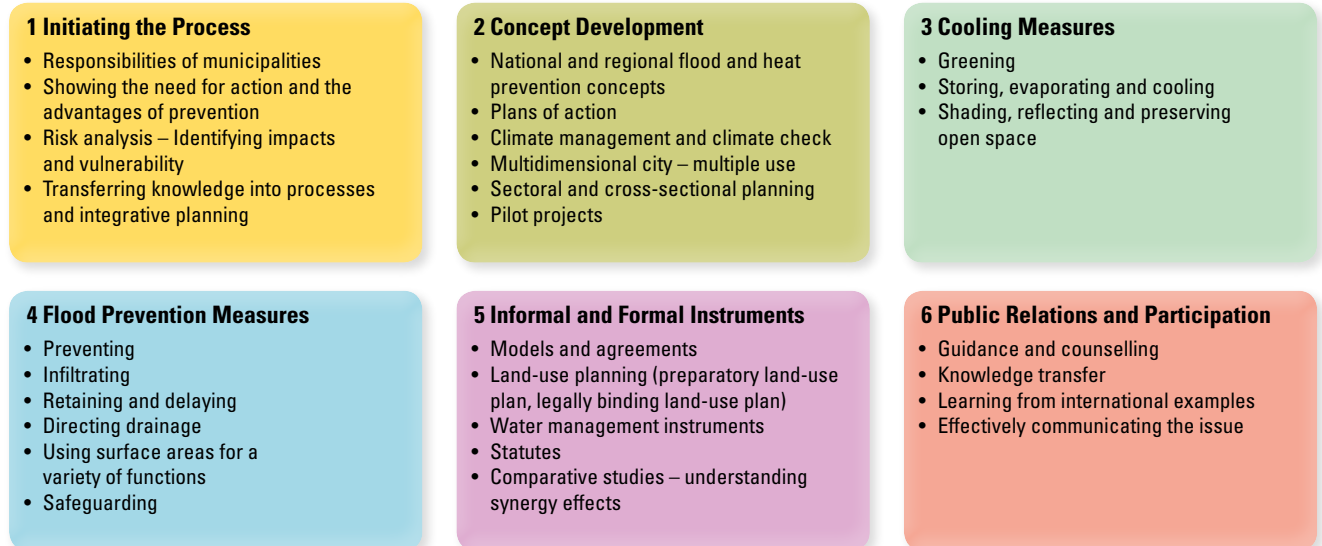 1 Initiating the Process
• Responsibilities of municipalities
• Showing the need for action and the
advantages of prevention
• Risk analysis – Identifying impacts
and vulnerability
• Transferring knowledge into processes
and integrative planning
2 Concept Development
• National and regional flood and heat
prevention concepts
• Plans of action
• Climate management and climate check
• Multidimensional city – multiple use
• Sectoral and cross-sectional planning
• Pilot projects
3 Cooling Measures
• Greening
• Storing, evaporating and cooling
• Shading, reflecting and preserving
open space
4 Flood Prevention Measures
• Preventing
• Infiltrating
• Retaining and delaying
• Directing drainage
• Using surface areas for a
variety of functions
• Safeguarding
5 Informal and Formal Instruments
• Models and agreements
• Land-use planning (preparatory land-use
plan, legally binding land-use plan)
• Water management instruments
• Statutes
• Comparative studies – understanding
synergy effects
6 Public Relations and Participation
• Guidance and counselling
• Knowledge transfer
• Learning from international examples
• Effectively communicating the issue